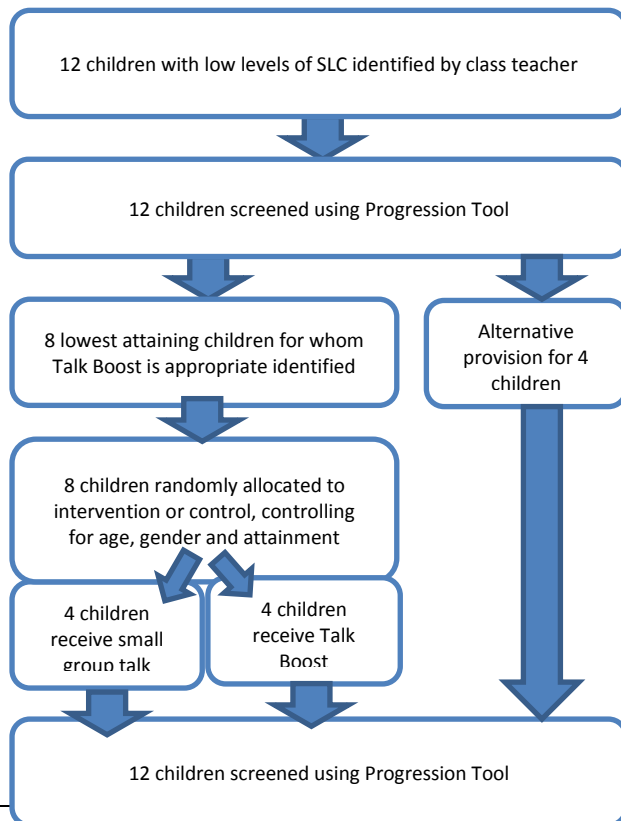 12 children with low levels of SLC identified by class teacher
12 children screened using Progression Tool
8 lowest attaining children for whom
Talk Boost is appropriate identified
Alternative
provision for 4
children
8 children randomly allocated to
intervention or control, controlling
for age, gender and attainment
4 children
receive small
group talk
4 children
receive Talk
Boost
12 children screened using Progression Tool